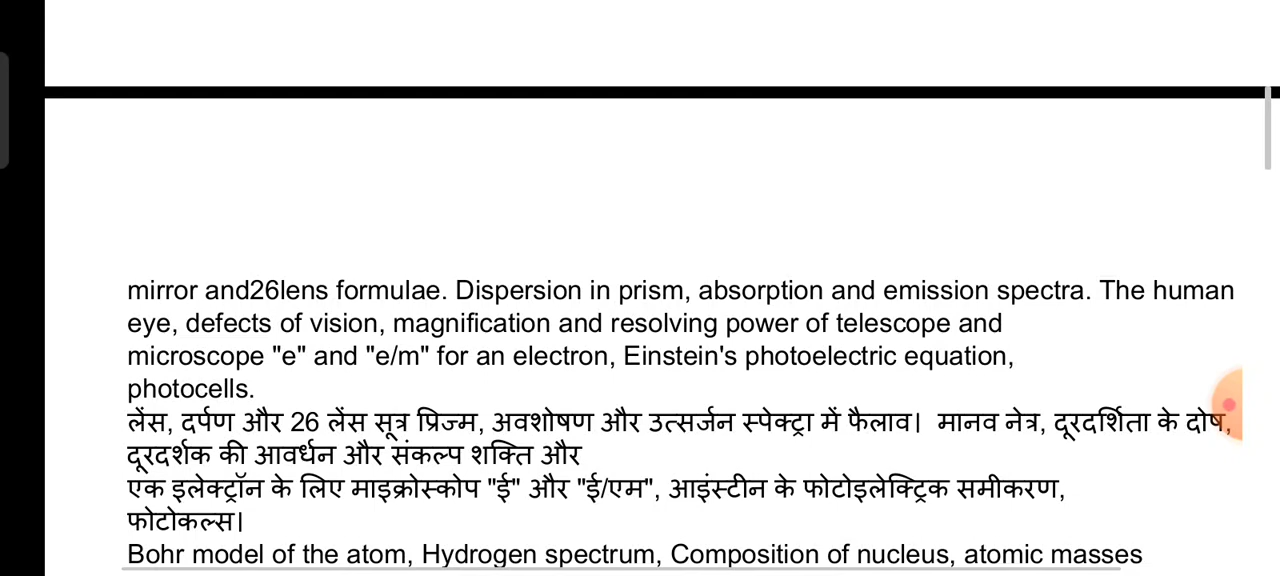 mirror and26lens formulae. Dispersion in prism, absorption and emission spectra. The human
eye, defects of vision, magnification and resolving power of telescope and
microscope "e" and "e/m" for an electron, Einstein's photoelectric equation,
photocells.
लेंस, दर्पण और 26 लेंस सूत्र प्रिज्म, अवशोषण और उत्सर्जन स्पेक्ट्रा में फैलाव। मानव नेत्र, दूरदर्शिता के दोष,
दूरदर्शक की आवर्धन और संकल्प शक्ति और
एक इलेक्ट्रॉन के लिए माइक्रोस्कोप "ई" और "ई/एम", आइंस्टीन के फोटोइलेक्ट्रिक समीकरण,
फोटोकल्स।
Bohr model of the atom, Hydrogen spectrum, Composition of nucleus, atomic masses